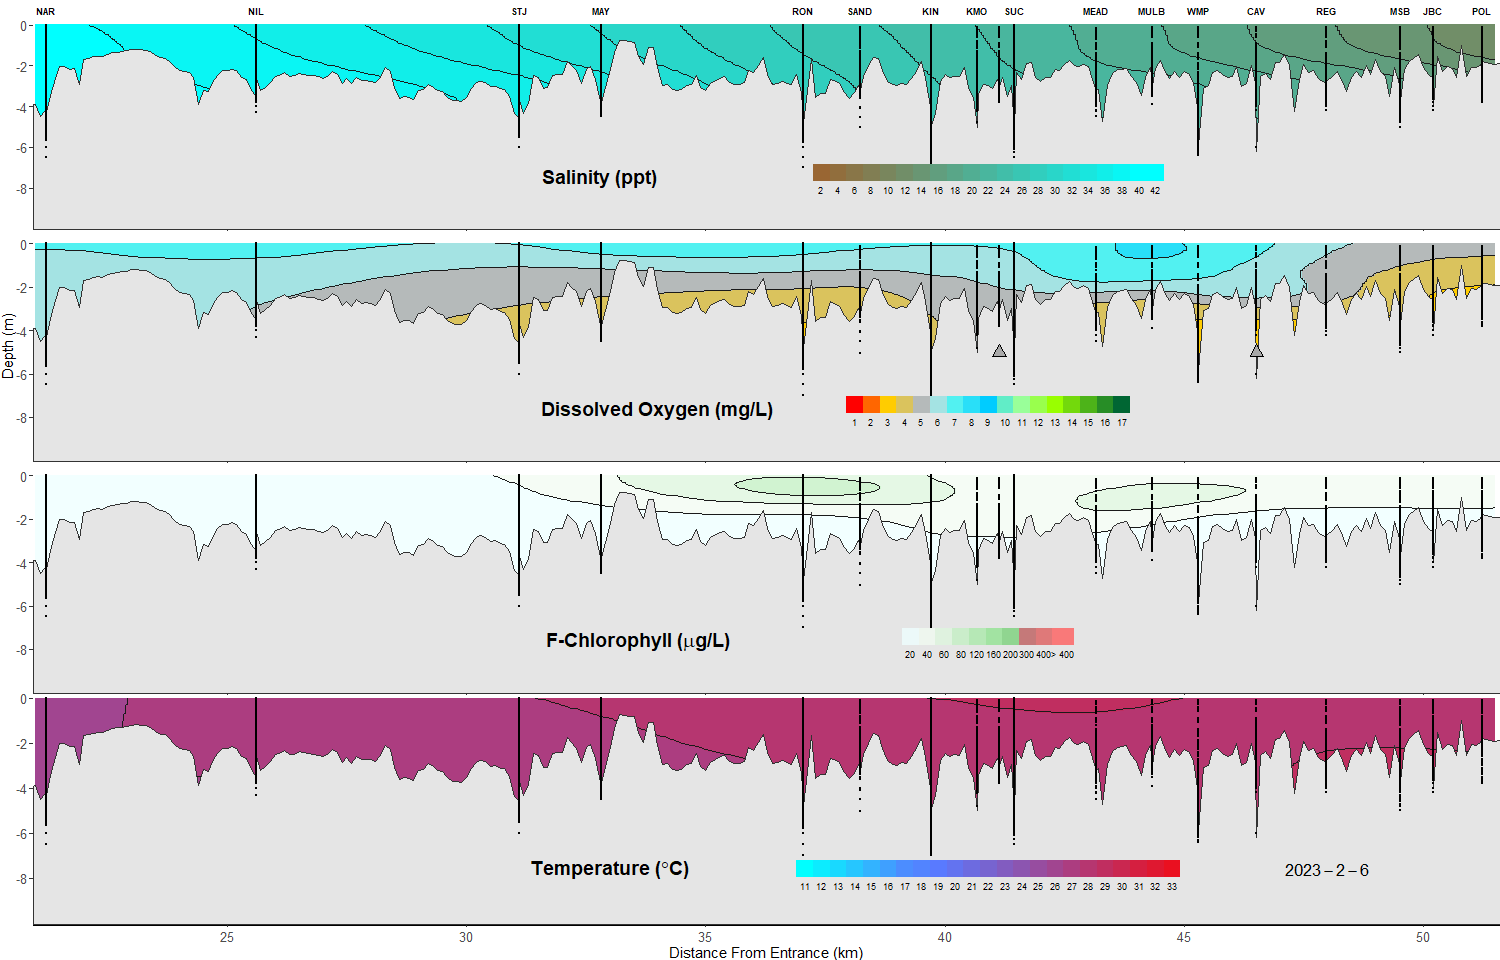 NAR NIL STJ MAY RON SAND KIN KMO SUC MEAD MULB WMP CAV REG MSB JBC POL
0
-2
-4
-6
-8
Salinity (ppt)
2 4 6 8 10 12 14 16 18 20 22 24 26 28 30 32 34 36 38 40 42
0
-2
-4
-6
-8
Dissolved Oxygen (mg/L)
1 2 3 4 5 6 7 8 9 10 11 12 13 14 15 16 17
Depth (m)
0
-2
-4
-6
-8
F-Chlorophyll (μg/L)
20 40 60 80 120 160 200 300 400 > 400
0
-2
-4
-6
-8
Temperature (°C)
11 12 13 14 15 16 17 18 19 20 21 22 23 24 25 26 27 28 29 30 31 32 33
2023 – 2 – 6
25 30 35 40 45 50
Distance From Entrance (km)